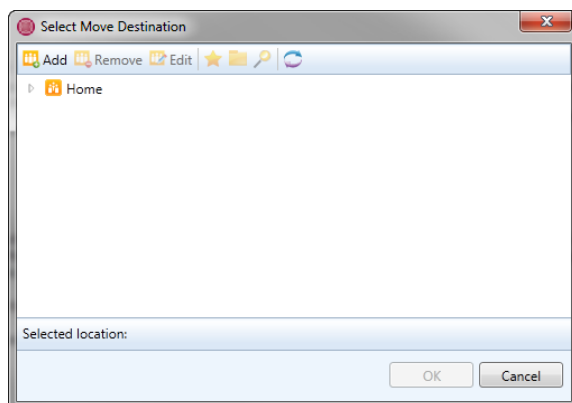 Select Move Destination
Add Remove Edit
Home
Selected location:
OK Cancel